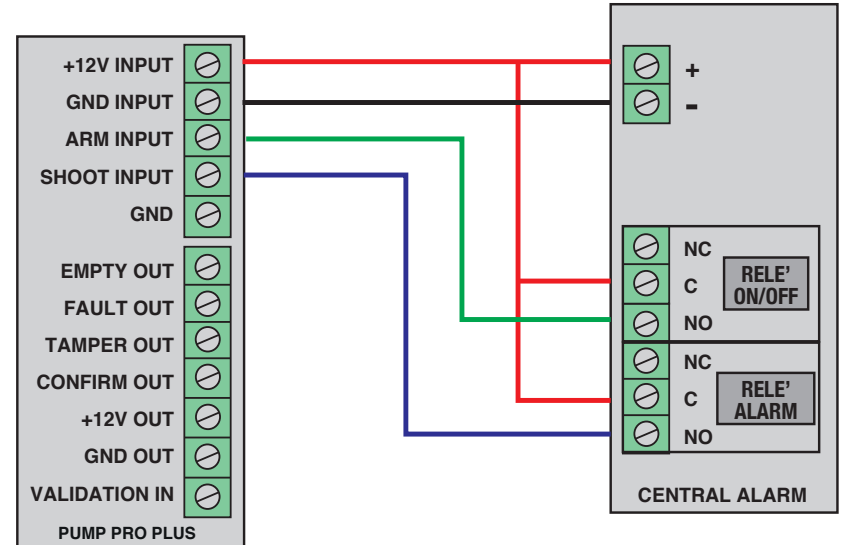 +12V INPUT
GND INPUT
ARM INPUT
SHOOT INPUT
GND
EMPTY OUT
FAULT OUT
TAMPER OUT
CONFIRM OUT
+12V OUT
GND OUT
VALIDATION IN
PUMP PRO PLUS
+
-
NC
C
NO
RELE'
ON/OFF
NC
C
NO
RELE'
ALARM
CENTRAL ALARM